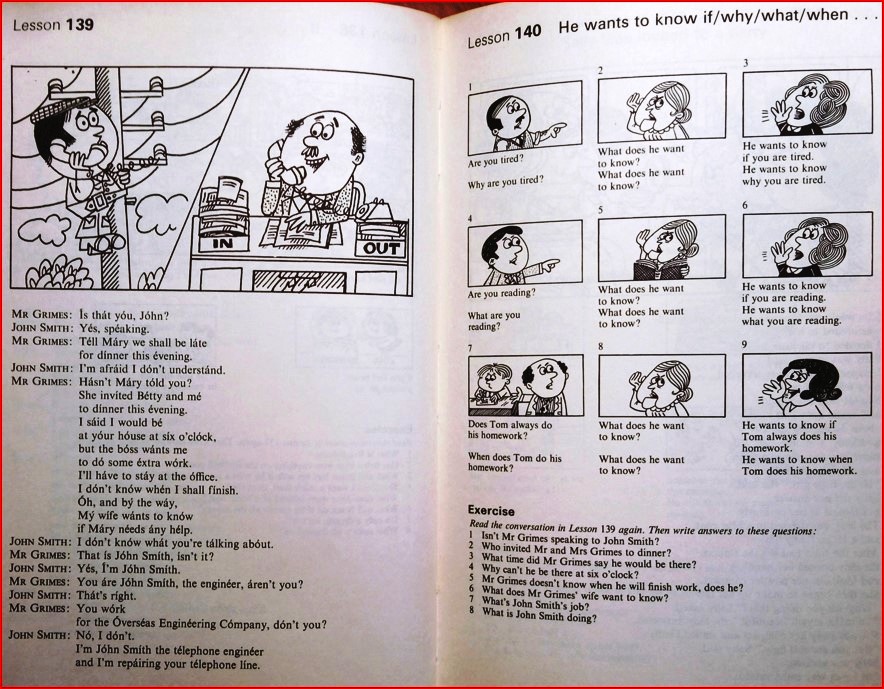 Lesson 139
IN
OUT
MR GRIMES: Ís thát yóu, Jóhn?
JOHN SMITH: Yés, spéaking.
MR GRIMES: Téll Máry we shall be láte
for dínner this évening.
JOHN SMITH: I'm afráid I dón't understánd.
MR GRIMES: Hásn't Máry tóld you?
She invíted Bétty and mé
to dínner this évening.
I sáid I would bé
at yóur hóuse at síx o'clóck,
but the bóss wánts me
to dó some éxtra wórk.
I'll háve to stáy at the óffice.
I dón't knów whén I shall fínish.
Óh, and bý the wáy,
Mý wife wánts to knów
if Máry néeds ány hélp.
JOHN SMITH: I dón't knów whát you're tálking abóut.
MR GRIMES: That ís Jóhn Smíth, isn't it?
JOHN SMITH: Yés, Í'm Jóhn Smíth.
MR GRIMES: You áre Jóhn Smíth, the enginéer, áren't you?
JOHN SMITH: Thát's ríght.
MR GRIMES: You wórk
for the Óverséas Enginéering Cómpany, dón't you?
JOHN SMITH: Nó, I dón't.
I'm Jóhn Smíth the télephone enginéer
and I'm repáiring your télephone líne.
Lesson 140 He wants to know if/why/what/when . . .
1
Are you tired?
Why are you tired?
2
What does he want
to know?
What does he want
to know?
3
He wants to know
if you are tired.
He wants to know
why you are tired.
4
Are you reading?
What are you
reading?
5
What does he want
to know?
What does he want
to know?
6
He wants to know
if you are reading.
He wants to know
what you are reading.
7
Does Tom always do
his homework?
When does Tom do his
homework?
8
What does he want
to know?
What does he want
to know?
9
He wants to know if
Tom always does his
homework.
He wants to know when
Tom does his homework.
Exercise
Read the conversation in Lesson 139 again. Then write answers to these questions:
1 Isn't Mr Grimes speaking to John Smith?
2 Who invited Mr and Mrs Grimes to dinner?
3 What time did Mr Grimes say he would be there?
4 Why can't he be there at six o'clock?
5 Mr Grimes doesn't know when he will finish work, does he?
6 What does Mr Grimes' wife want to know?
7 What's John Smith's job?
8 What is John Smith doing?